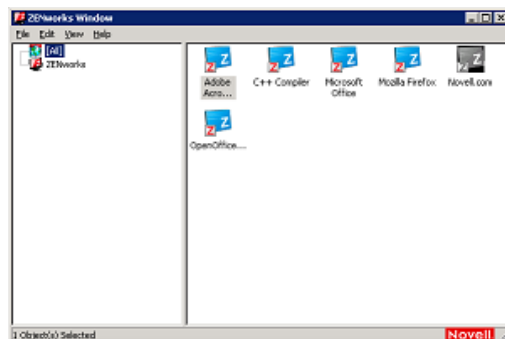 ZENworks Window
File Edit View Help
[All]
ZENworks
Adobe Acro...
C++ Compiler
Microsoft Office
Mozilla Firefox
Novell.com
OpenOffice....
1 Object(s) Selected
Novell